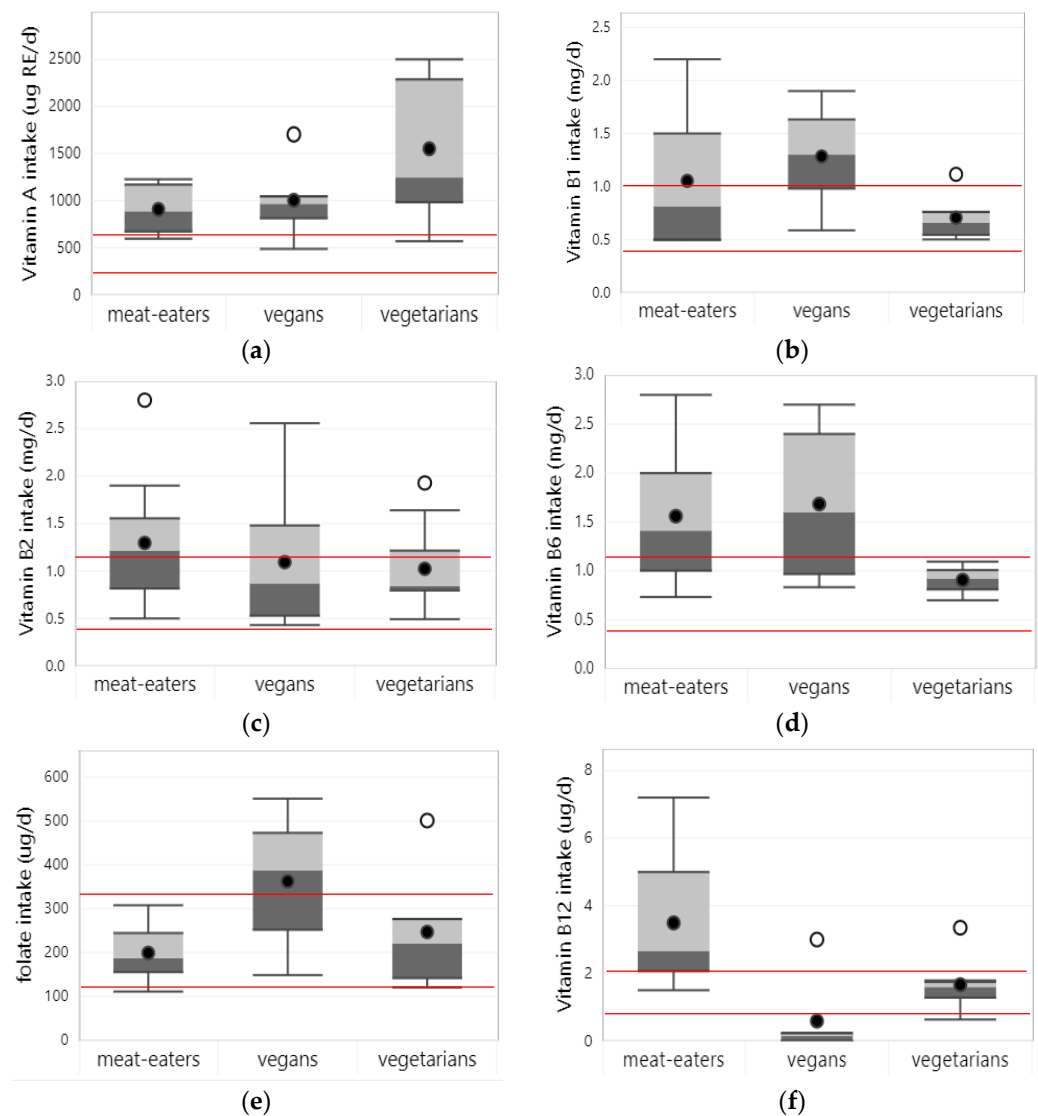 Vitamin A intake (ug RE/d)
2500
2000
1500
1000
500
0
meat-eaters vegans vegetarians
(a)
Vitamin B1 intake (mg/d)
2.5
2.0
1.5
1.0
0.5
0.0
meat-eaters vegans vegetarians
(b)
Vitamin B2 intake (mg/d)
3.0
2.5
2.0
1.5
1.0
0.5
0.0
meat-eaters vegans vegetarians
(c)
Vitamin B6 intake (mg/d)
3.0
2.5
2.0
1.5
1.0
0.5
0.0
meat-eaters vegans vegetarians
(d)
folate intake (ug/d)
600
500
400
300
200
100
0
meat-eaters vegans vegetarians
(e)
Vitamin B12 intake (ug/d)
8
6
4
2
0
meat-eaters vegans vegetarians
(f)